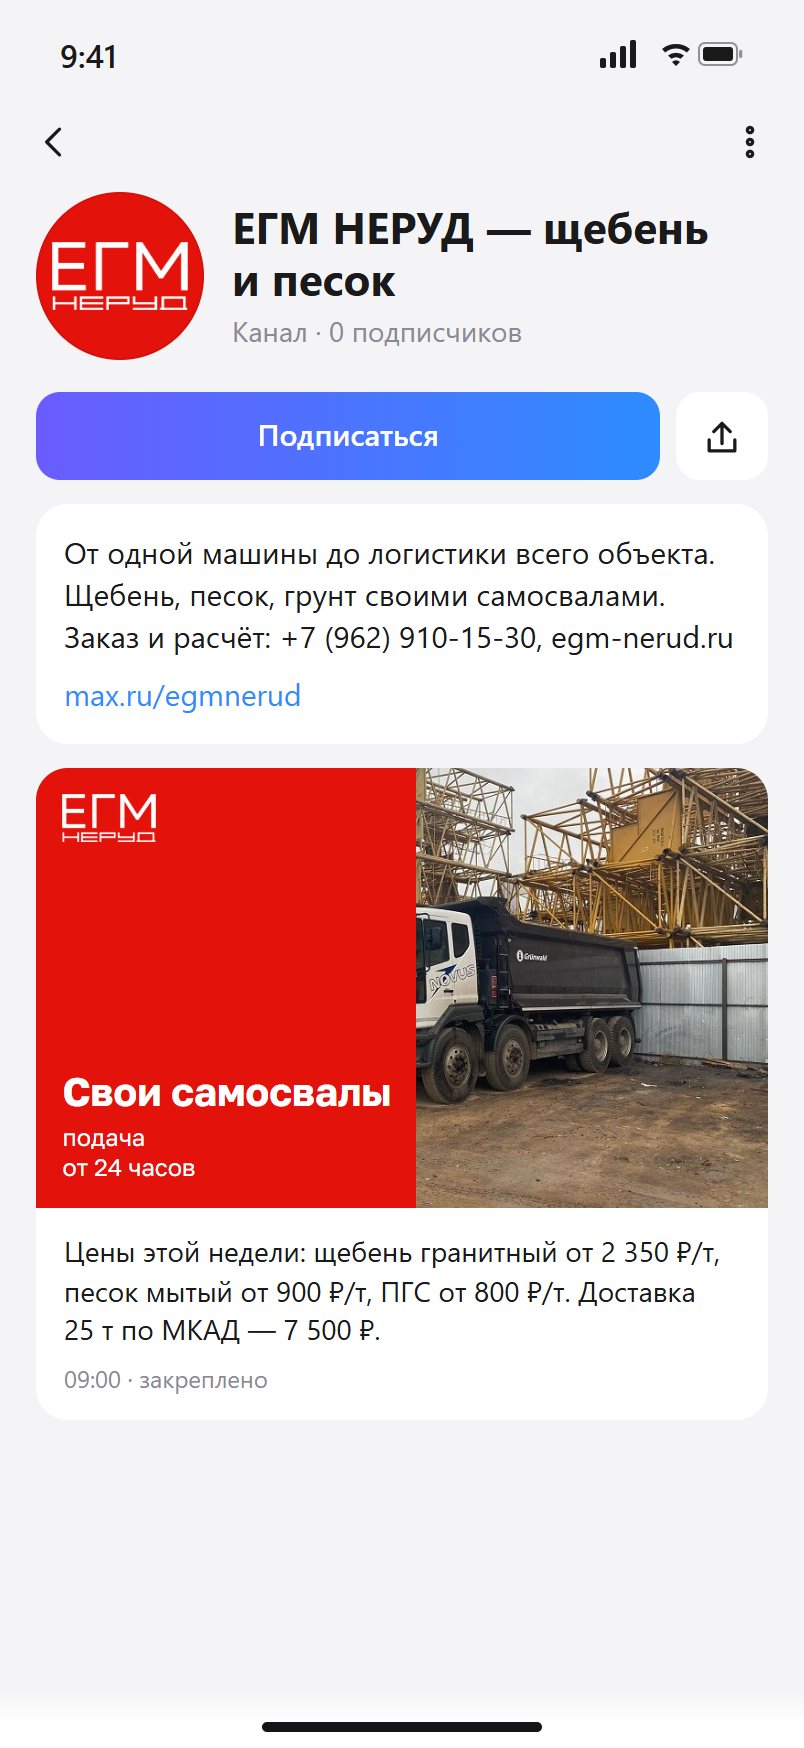 9:41
ЕГМ
НЕРУД
ЕГМ НЕРУД — щебень
и песок
Канал · 0 подписчиков
Подписаться
От одной машины до логистики всего объекта.
Щебень, песок, грунт своими самосвалами.
Заказ и расчёт: +7 (962) 910-15-30, egm-nerud.ru
max.ru/egmnerud
ЕГМ
НЕРУД
Grünwald
NOVUS
Свои самосвалы
подача
от 24 часов
Цены этой недели: щебень гранитный от 2 350 ₽/т,
песок мытый от 900 ₽/т, ПГС от 800 ₽/т. Доставка
25 т по МКАД — 7 500 ₽.
09:00 · закреплено